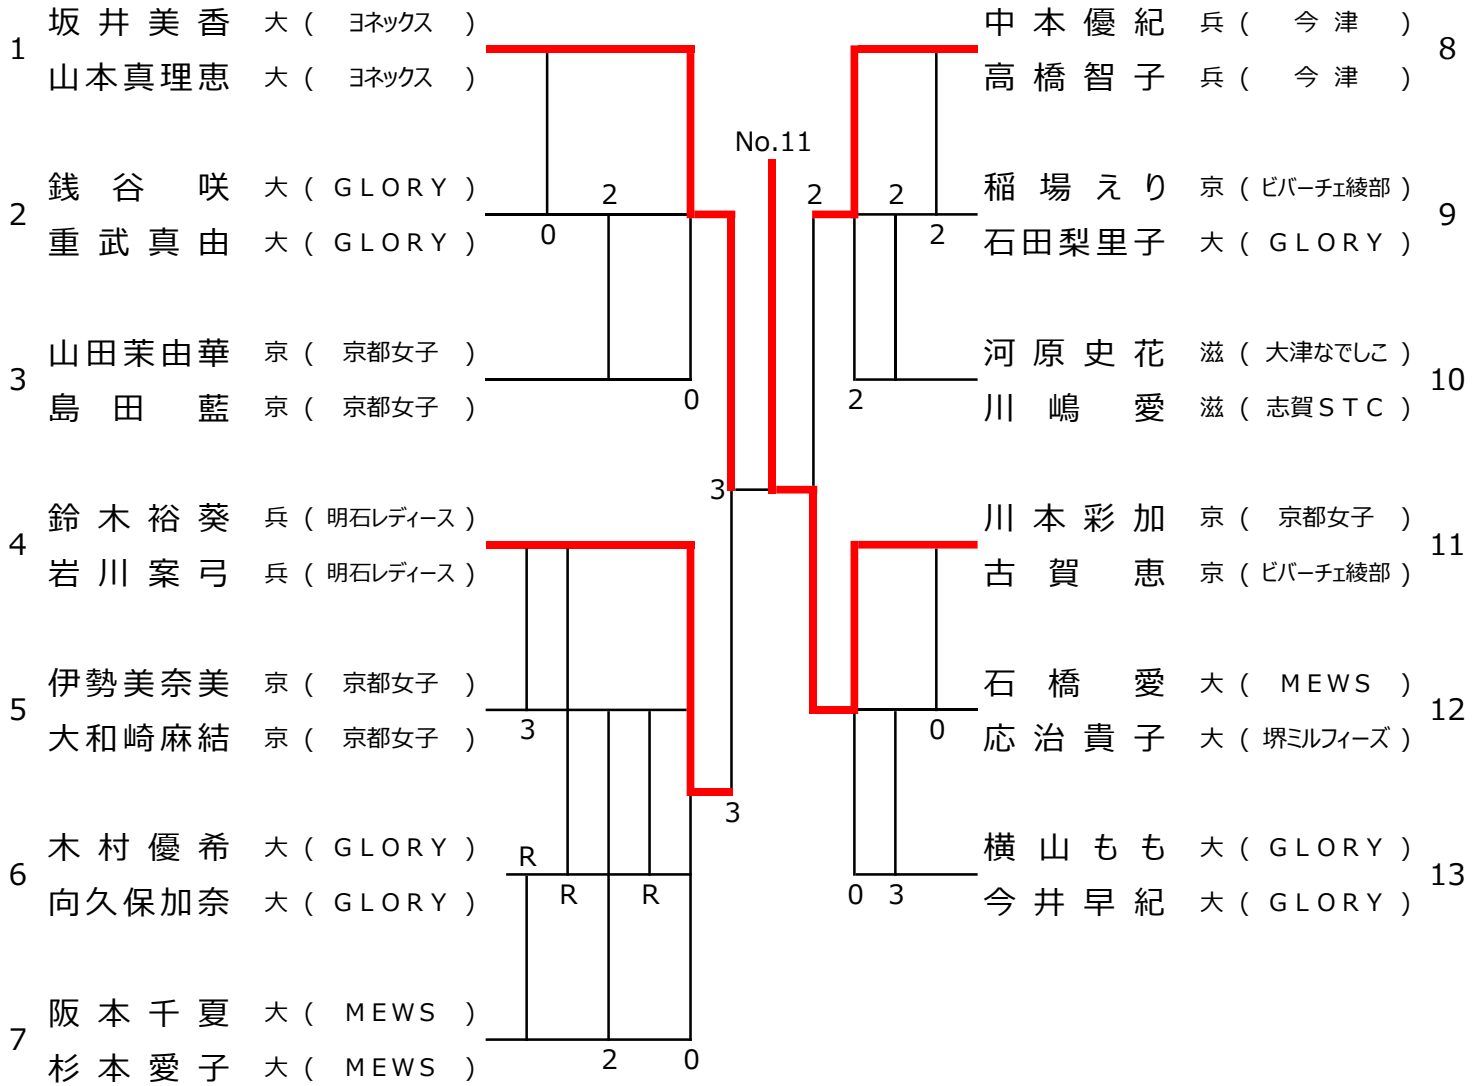 1
坂井美香 大 ( ヨネックス )
山本真理恵 大 ( ヨネックス )
2
銭谷咲 大 ( GLORY )
重武真由 大 ( GLORY )
3
山田茉由華 京 ( 京都女子 )
島田藍 京 ( 京都女子 )
4
鈴木裕葵 兵 ( 明石レディース )
岩川案弓 兵 ( 明石レディース )
5
伊勢美奈美 京 ( 京都女子 )
大和崎麻結 京 ( 京都女子 )
6
木村優希 大 ( GLORY )
向久保加奈 大 ( GLORY )
7
阪本千夏 大 ( MEWS )
杉本愛子 大 ( MEWS )
2
0
0
3
3
R
R R
3
2 0
No.11
2 2
2
2
0
0 3
中本優紀 兵 ( 今津 )
高橋智子 兵 ( 今津 )
8
稲場えり 京 ( ビバーチェ綾部 )
石田梨里子 大 ( GLORY )
9
河原史花 滋 ( 大津なでしこ )
川嶋愛 滋 ( 志賀STC )
10
川本彩加 京 ( 京都女子 )
古賀恵 京 ( ビバーチェ綾部 )
11
石橋愛 大 ( MEWS )
応治貴子 大 ( 堺ミルフィーズ )
12
横山もも 大 ( GLORY )
今井早紀 大 ( GLORY )
13